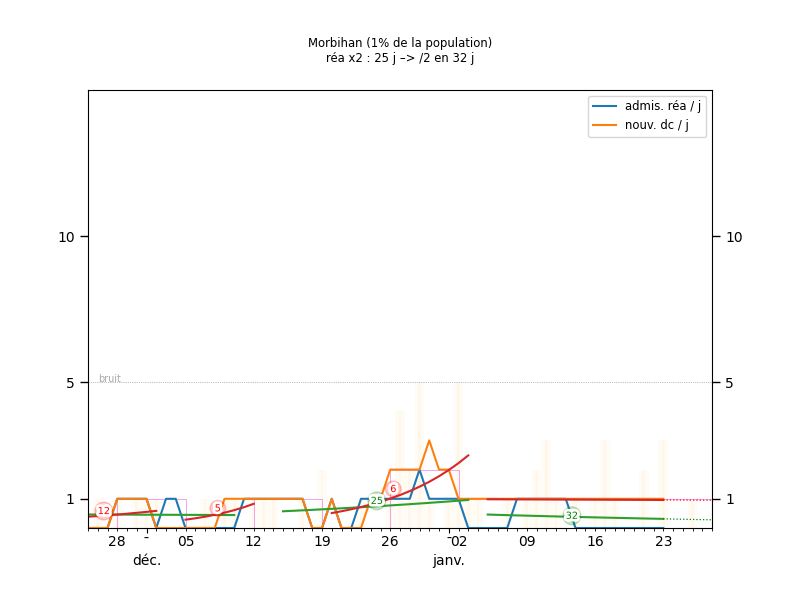 Morbihan (1% de la population)
réa x2 : 25 j –> /2 en 32 j
admis. réa / j
nouv. dc / j
10 10
bruit
5 5
6
25
12 5 32
1 1
28 - 05 12 19 26 -02 09 16 23
déc. janv.